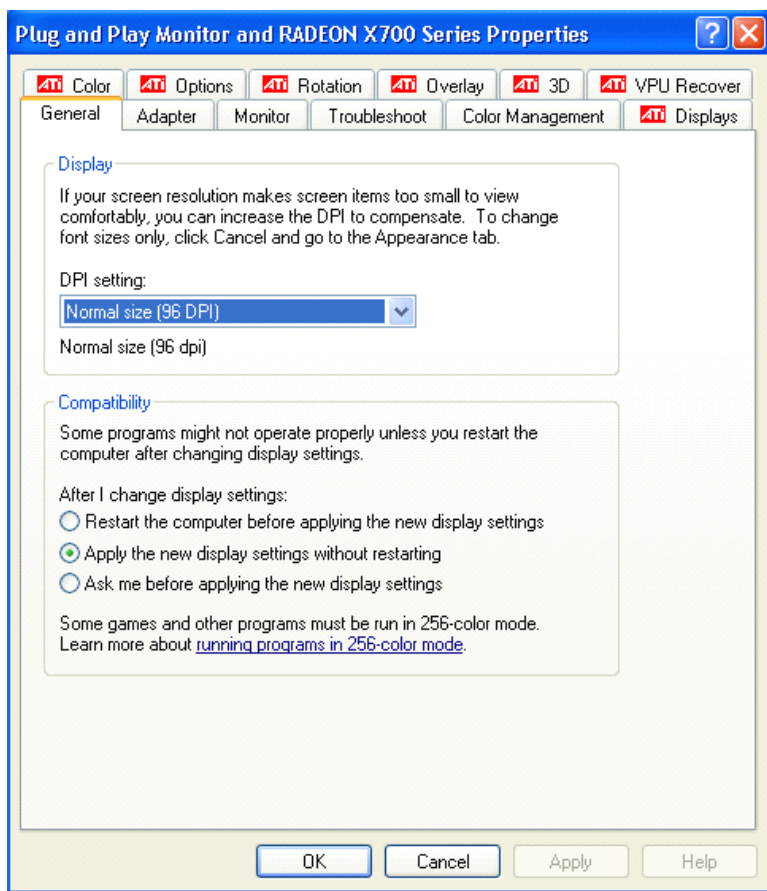 Plug and Play Monitor and RADEON X700 Series Properties
ATI Color ATI Options ATI Rotation ATI Overlay ATI 3D ATI VPU Recover
General Adapter Monitor Troubleshoot Color Management ATI Displays
Display
If your screen resolution makes screen items too small to view
comfortably, you can increase the DPI to compensate. To change
font sizes only, click Cancel and go to the Appearance tab.
DPI setting:
Normal size (96 DPI)
Normal size (96 dpi)
Compatibility
Some programs might not operate properly unless you restart the
computer after changing display settings.
After I change display settings:
Restart the computer before applying the new display settings
Apply the new display settings without restarting
Ask me before applying the new display settings
Some games and other programs must be run in 256-color mode.
Learn more about running programs in 256-color mode.
OK Cancel Apply Help